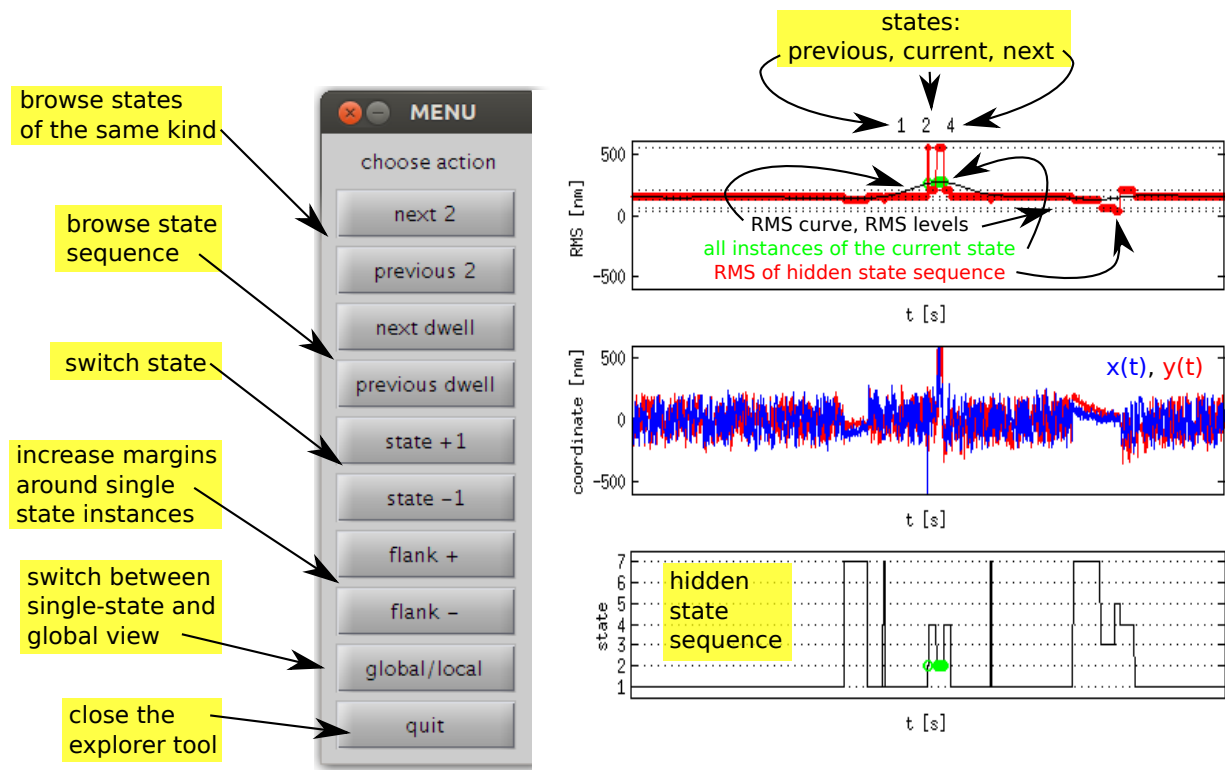 browse states
of the same kind
browse state
sequence
switch state
increase margins
around single
state instances
switch between
single-state and
global view
close the
explorer tool
MENU
choose action
next 2
previous 2
next dwell
previous dwell
state +1
state −1
flank +
flank −
global/local
quit
states:
previous, current, next
1 2 4
500
0
−500
RMS [nm]
RMS curve, RMS levels
all instances of the current state
RMS of hidden state sequence
t [s]
500
0
−500
coordinate [nm]
x(t), y(t)
t [s]
7
6
5
4
3
2
1
state
hidden
state
sequence
t [s]